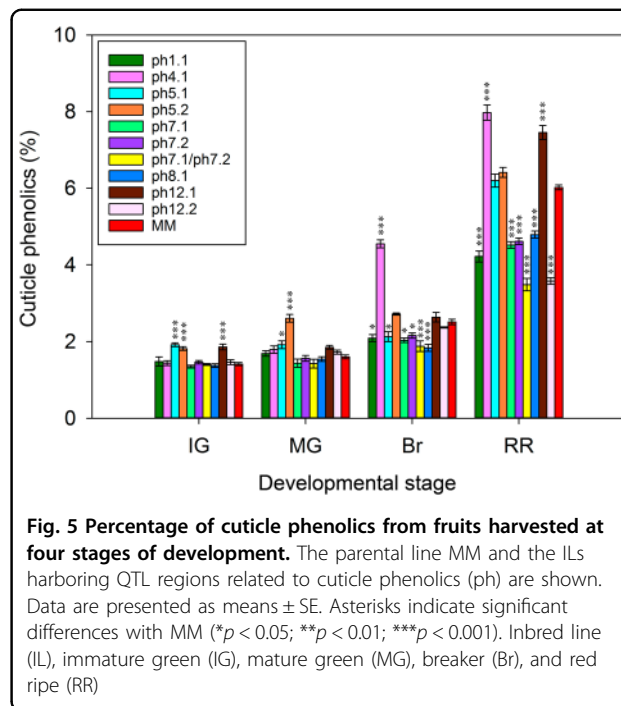 10
8
6
4
2
0
Cuticle phenolics (%)
ph1.1
ph4.1
ph5.1
ph5.2
ph7.1
ph7.2
ph7.1/ph7.2
ph8.1
ph12.1
ph12.2
MM
*** *** ***
* ***
* *** * * * *** ***
*** *** *** *** *** *** *** ***
IG MG Br RR
Developmental stage
Fig. 5 Percentage of cuticle phenolics from fruits harvested at
four stages of development. The parental line MM and the ILs
harboring QTL regions related to cuticle phenolics (ph) are shown.
Data are presented as means ± SE. Asterisks indicate significant
differences with MM (*p < 0.05; **p < 0.01; ***p < 0.001). Inbred line
(IL), immature green (IG), mature green (MG), breaker (Br), and red
ripe (RR)